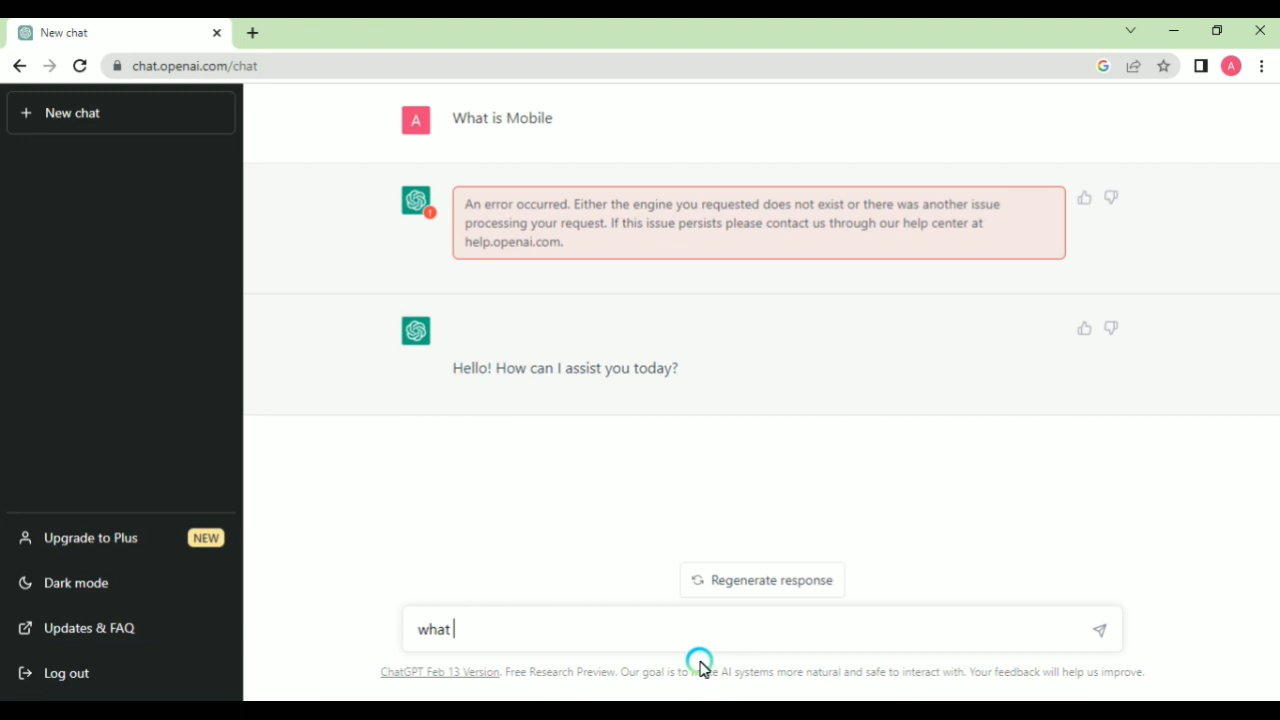 New chat
chat.openai.com/chat
A
New chat
A
What is Mobile
An error occurred. Either the engine you requested does not exist or there was another issue
processing your request. If this issue persists please contact us through our help center at
help.openai.com.
Hello! How can I assist you today?
Upgrade to Plus
NEW
Dark mode
Updates & FAQ
Log out
Regenerate response
what
ChatGPT Feb 13 Version. Free Research Preview. Our goal is to AI systems more natural and safe to interact with. Your feedback will help us improve.